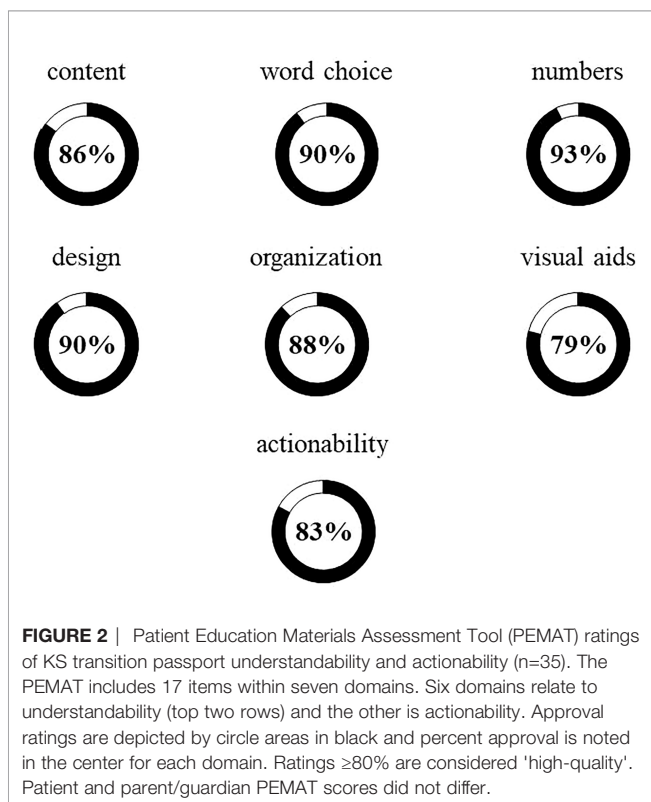 content word choice numbers
86% 90% 93%
design organization visual aids
90% 88% 79%
actionability
83%
FIGURE 2 | Patient Education Materials Assessment Tool (PEMAT) ratings
of KS transition passport understandability and actionability (n=35). The
PEMAT includes 17 items within seven domains. Six domains relate to
understandability (top two rows) and the other is actionability. Approval
ratings are depicted by circle areas in black and percent approval is noted
in the center for each domain. Ratings ≥80% are considered 'high-quality'.
Patient and parent/guardian PEMAT scores did not differ.